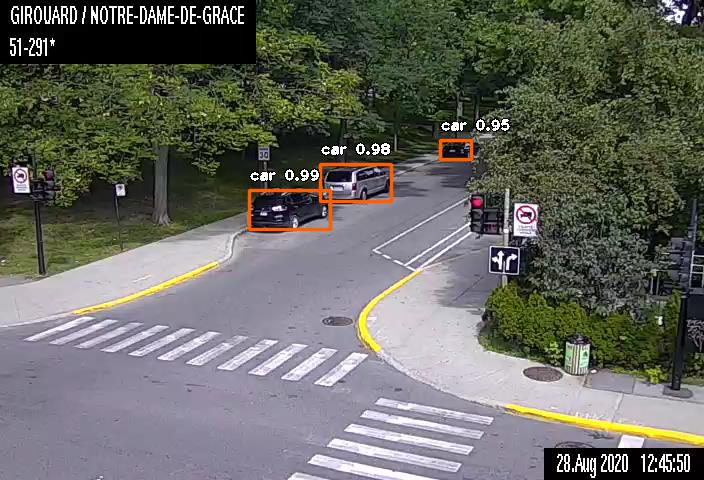 GIROUARD / NOTRE-DAME-DE-GRACE
51-291*
car 0.95
car 0.98
car 0.99
30
28.Aug 2020 12:45:50